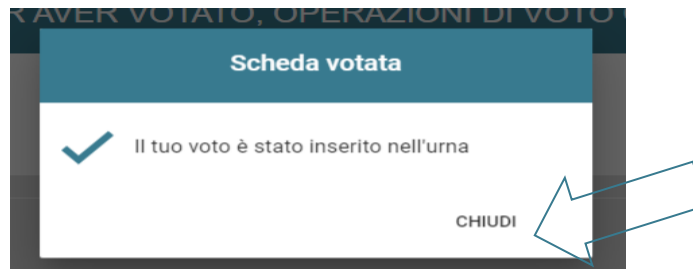 R AVER VOTATO, OPERAZIONI DI VOTO
Scheda votata
Il tuo voto è stato inserito nell'urna
CHIUDI